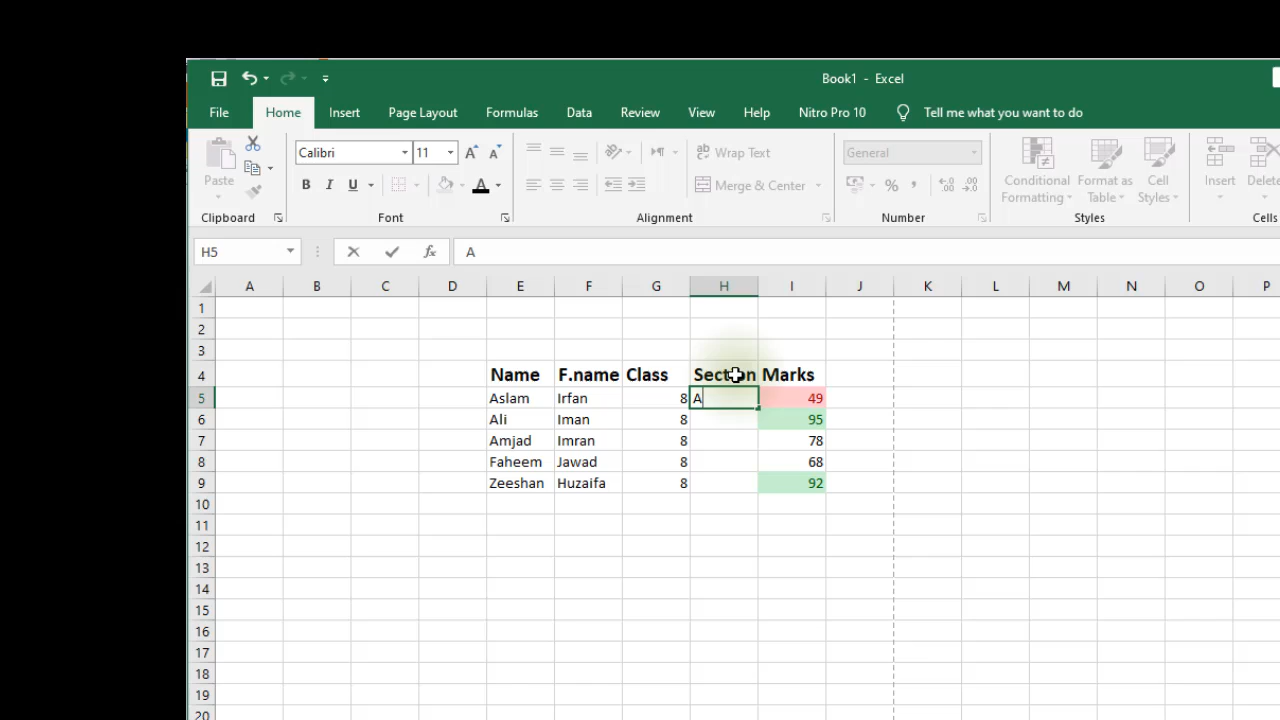 Book1 - Excel
File Home Insert Page Layout Formulas Data Review View Help Nitro Pro 10 Tell me what you want to do
Paste
Calibri 11 A A
B I U A
ab Wrap Text
Merge & Center
General
% ,
Conditional Formatting
Format as Table
Cell Styles
Insert
Delete
Clipboard Font Alignment Number Styles Cells
H5 fx A
A B C D E F G H I J K L M N O P
1
2
3
4 Name F.name Class Section Marks
5 Aslam Irfan 8 A 49
6 Ali Iman 8 95
7 Amjad Imran 8 78
8 Faheem Jawad 8 68
9 Zeeshan Huzaifa 8 92
10
11
12
13
14
15
16
17
18
19
20